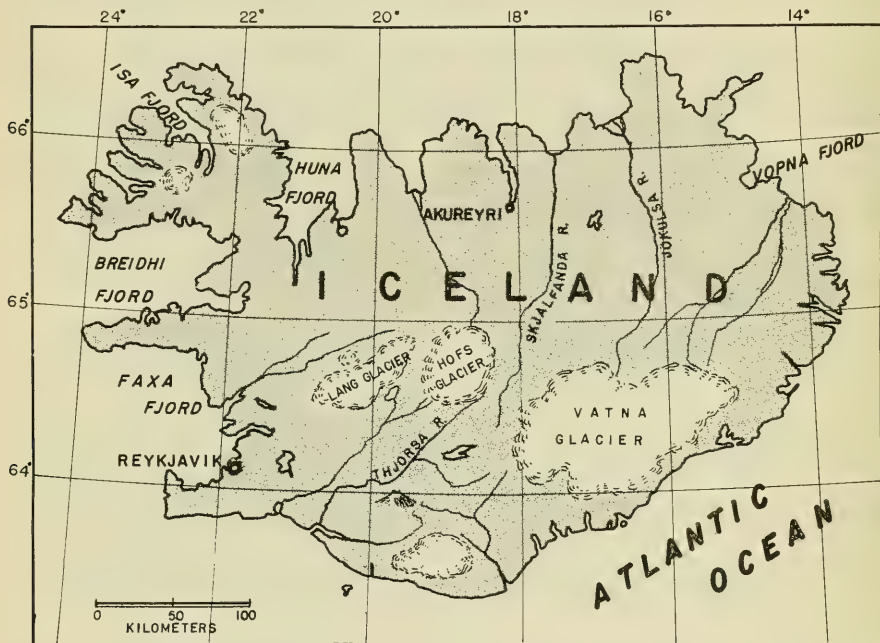 24° 22° 20° 18° 16° 14°
ISA FJORD
66°
HUNA
FJORD
VOPNA FJORD
AKUREYRI
JOKULSA R.
SKJALFANDA R.
BREIDHI
FJORD
ICELAND
65°
LANG GLACIER
HOFS
GLACIER
FAXA
FJORD
VATNA
GLACIER
THJORSA R.
REYKJAVIK
64°
ATLANTIC
OCEAN
0 50 100
KILOMETERS